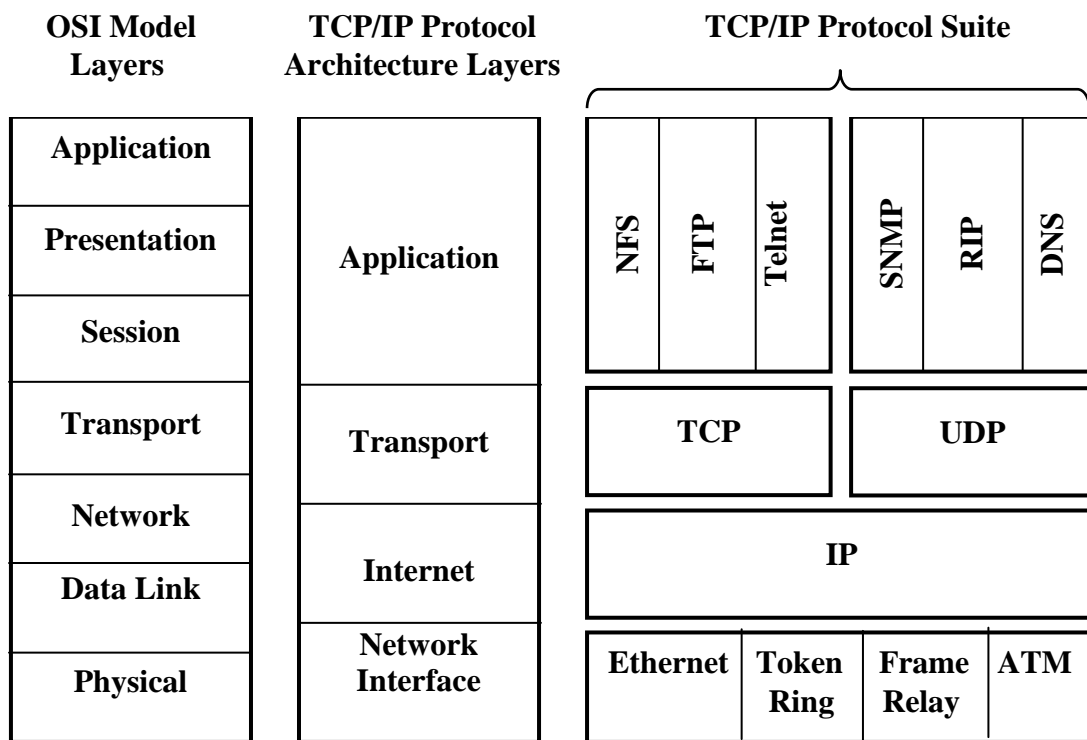 OSI Model
Layers
TCP/IP Protocol
Architecture Layers
TCP/IP Protocol Suite
Application
Presentation
Session
Transport
Network
Data Link
Physical
Application
Transport
Internet
Network
Interface
NFS
FTP
Telnet
SNMP
RIP
DNS
TCP
UDP
IP
Ethernet
Token
Ring
Frame
Relay
ATM